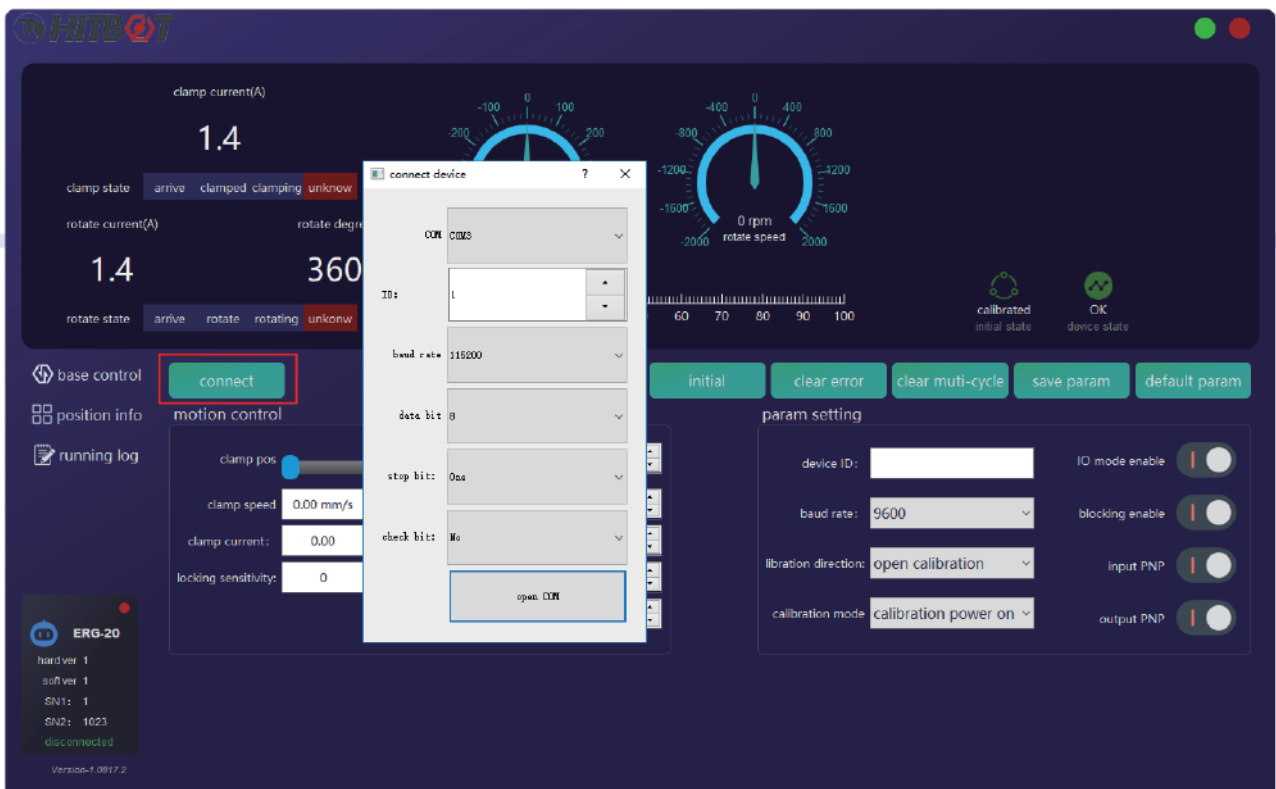 HITBOT
clamp current(A)
1.4
clamp state arrive clamped clamping unknow
rotate current(A) rotate degre
1.4 360
rotate state arrive rotate rotating unkonw
-200 -100 0 100 200
-2000 -1600 -1200 -800 -400 0 400 800 1200 1600 2000
0 rpm
rotate speed
60 70 80 90 100
calibrated
initial state
OK
device state
connect device ? ×
COM COM3
ID: 1
baud rate 115200
data bit 8
stop bit: One
check bit: No
open COM
base control
position info
running log
connect
initial
clear error
clear muti-cycle
save param
default param
motion control
clamp pos
clamp speed 0.00 mm/s
clamp current: 0.00
locking sensitivity: 0
param setting
device ID:
baud rate: 9600
libration direction: open calibration
calibration mode calibration power on
IO mode enable
blocking enable
input PNP
output PNP
ERG-20
hard ver 1
soft ver 1
SN1: 1
SN2: 1023
disconnected
Version-1.0817.2